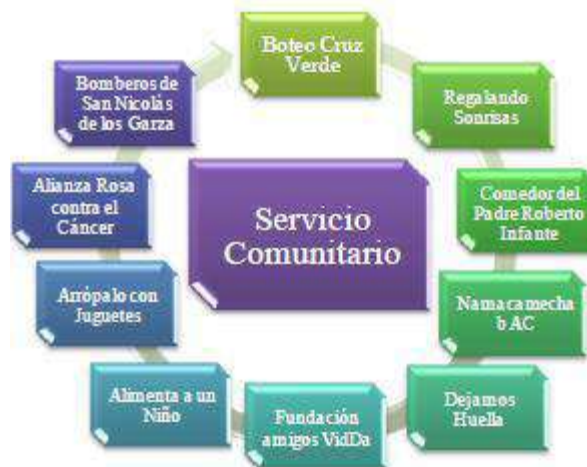 Boteo Cruz
Verde
Regalando
Sonrisas
Comedor del
Padre Roberto
Infante
Namacamecha
b AC
Dejamos
Huella
Fundación
amigos VidDa
Alimenta a un
Niño
Arrópalo con
Juguetes
Alianza Rosa
contra el
Cáncer
Bomberos de
San Nicolás
de los Garza
Servicio
Comunitario